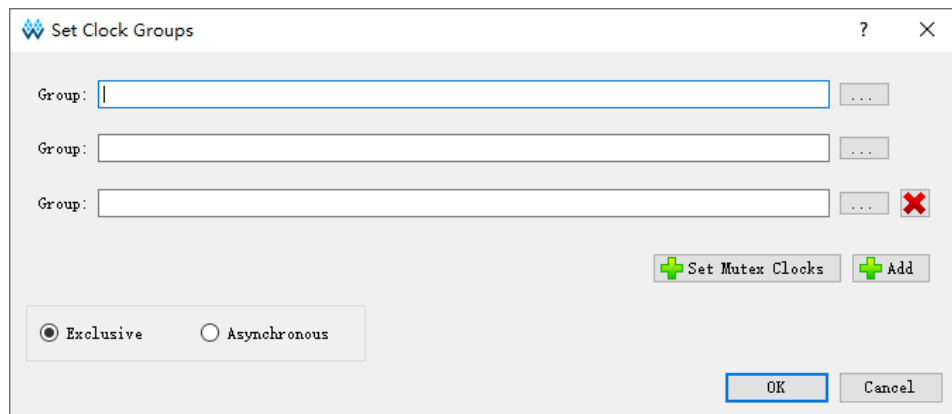 Set Clock Groups ?
Group: ...
Group: ...
Group: ...
Set Mutex Clocks Add
Exclusive Asynchronous
OK Cancel